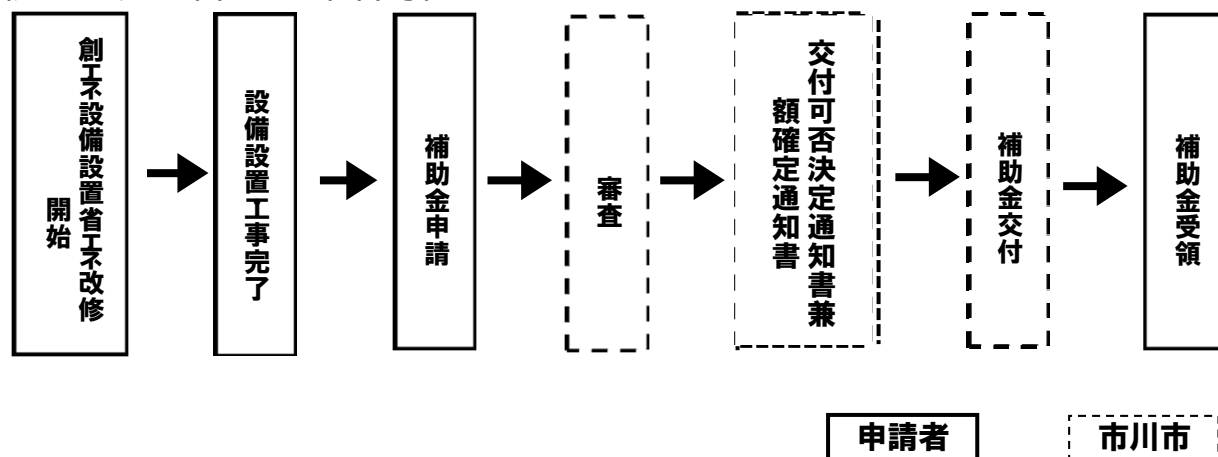 創エネ設備設置省エネ改修
開始
設備設置工事完了
補助金申請
審査
交付可否決定通知書兼
額確定通知書
補助金交付
補助金受領
申請者
市川市